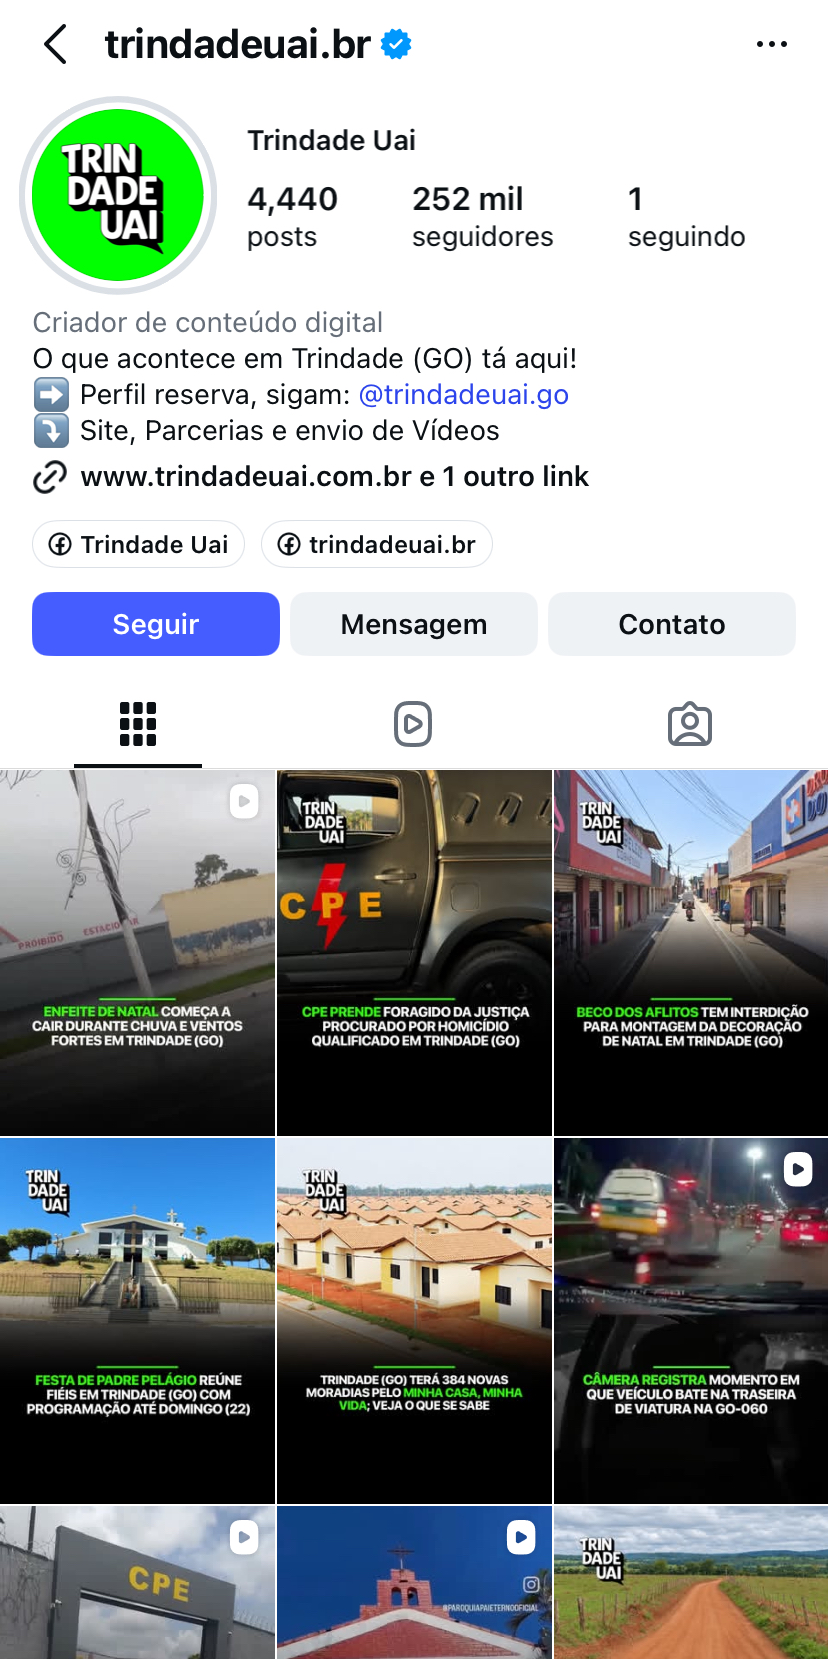 trindadeuai.br
TRIN
DADE
UAI
Trindade Uai
4,440 252 mil 1
posts seguidores seguindo
Criador de conteúdo digital
O que acontece em Trindade (GO) tá aqui!
➡️ Perfil reserva, sigam: @trindadeuai.go
⤵️ Site, Parcerias e envio de Vídeos
www.trindadeuai.com.br e 1 outro link
Trindade Uai trindadeuai.br
Seguir Mensagem Contato
PROIBIDO ESTACIONAR
ENFEITE DE NATAL COMEÇA A
CAIR DURANTE CHUVA E VENTOS
FORTES EM TRINDADE (GO)
TRIN
DADE
UAI
CPE
CPE PRENDE FORAGIDO DA JUSTIÇA
PROCURADO POR HOMICÍDIO
QUALIFICADO EM TRINDADE (GO)
TRIN
DADE
UAI
BECO DOS AFLITOS TEM INTERDIÇÃO
PARA MONTAGEM DA DECORAÇÃO
DE NATAL EM TRINDADE (GO)
TRIN
DADE
UAI
FESTA DE PADRE PELÁGIO REÚNE
FIÉIS EM TRINDADE (GO) COM
PROGRAMAÇÃO ATÉ DOMINGO (22)
TRIN
DADE
UAI
TRINDADE (GO) TERÁ 384 NOVAS
MORADIAS PELO MINHA CASA, MINHA
VIDA; VEJA O QUE SE SABE
CÂMERA REGISTRA MOMENTO EM
QUE VEÍCULO BATE NA TRASEIRA
DE VIATURA NA GO-060
CPE
@PAROQUIAPAIETERNOOFICIAL
TRIN
DADE
UAI